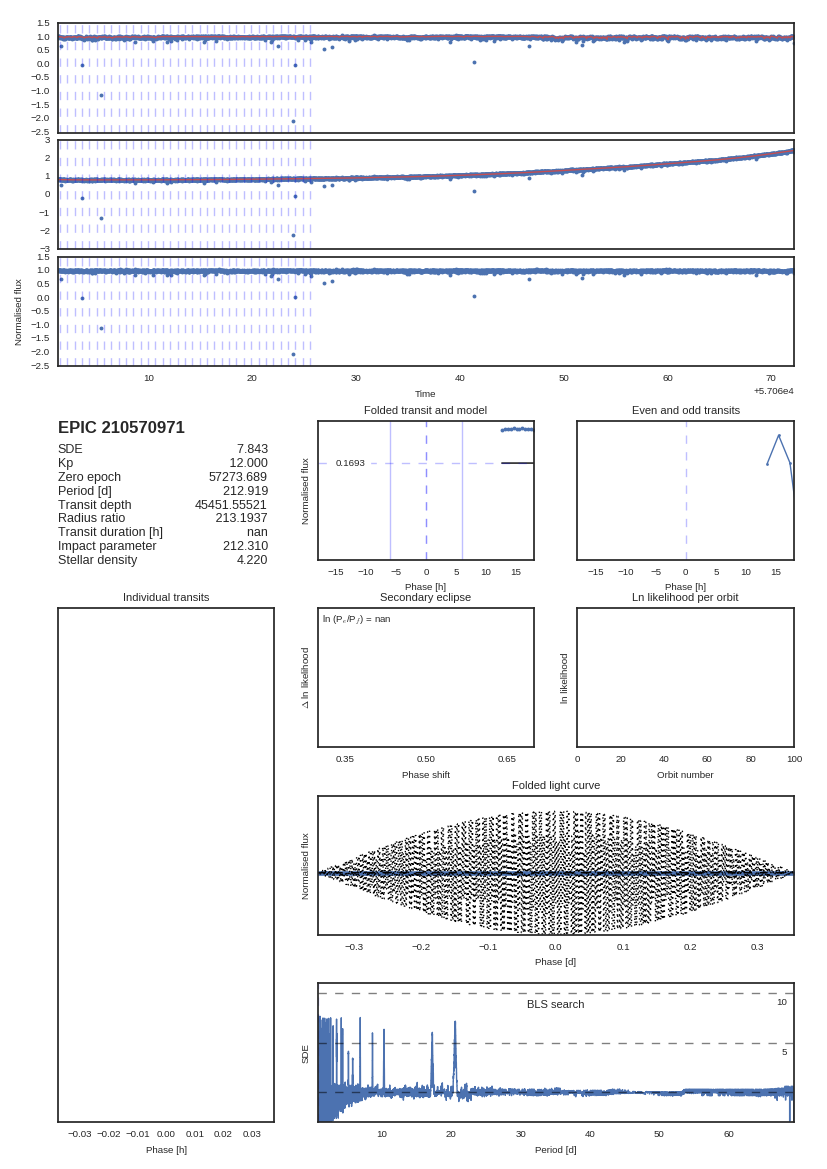 1.5
1.0
0.5
0.0
−0.5
−1.0
−1.5
−2.0
−2.5
3
2
1
0
−1
−2
−3
1.5
1.0
0.5
0.0
−0.5
−1.0
−1.5
−2.0
−2.5
Normalised flux
10 20 30 40 50 60 70
+5.706e4
Time
EPIC 210570971
SDE 7.843
Kp 12.000
Zero epoch 57273.689
Period [d] 212.919
Transit depth 45451.55521
Radius ratio 213.1937
Transit duration [h] nan
Impact parameter 212.310
Stellar density 4.220
Folded transit and model
Normalised flux
0.1693
−15 −10 −5 0 5 10 15
Phase [h]
Even and odd transits
−15 −10 −5 0 5 10 15
Phase [h]
Individual transits
−0.03 −0.02 −0.01 0.00 0.01 0.02 0.03
Phase [h]
Secondary eclipse
ln (Pₑ/P_f) = nan
Δ ln likelihood
0.35 0.50 0.65
Phase shift
Ln likelihood per orbit
ln likelihood
0 20 40 60 80 100
Orbit number
Folded light curve
Normalised flux
−0.3 −0.2 −0.1 0.0 0.1 0.2 0.3
Phase [d]
BLS search
10
5
SDE
10 20 30 40 50 60
Period [d]